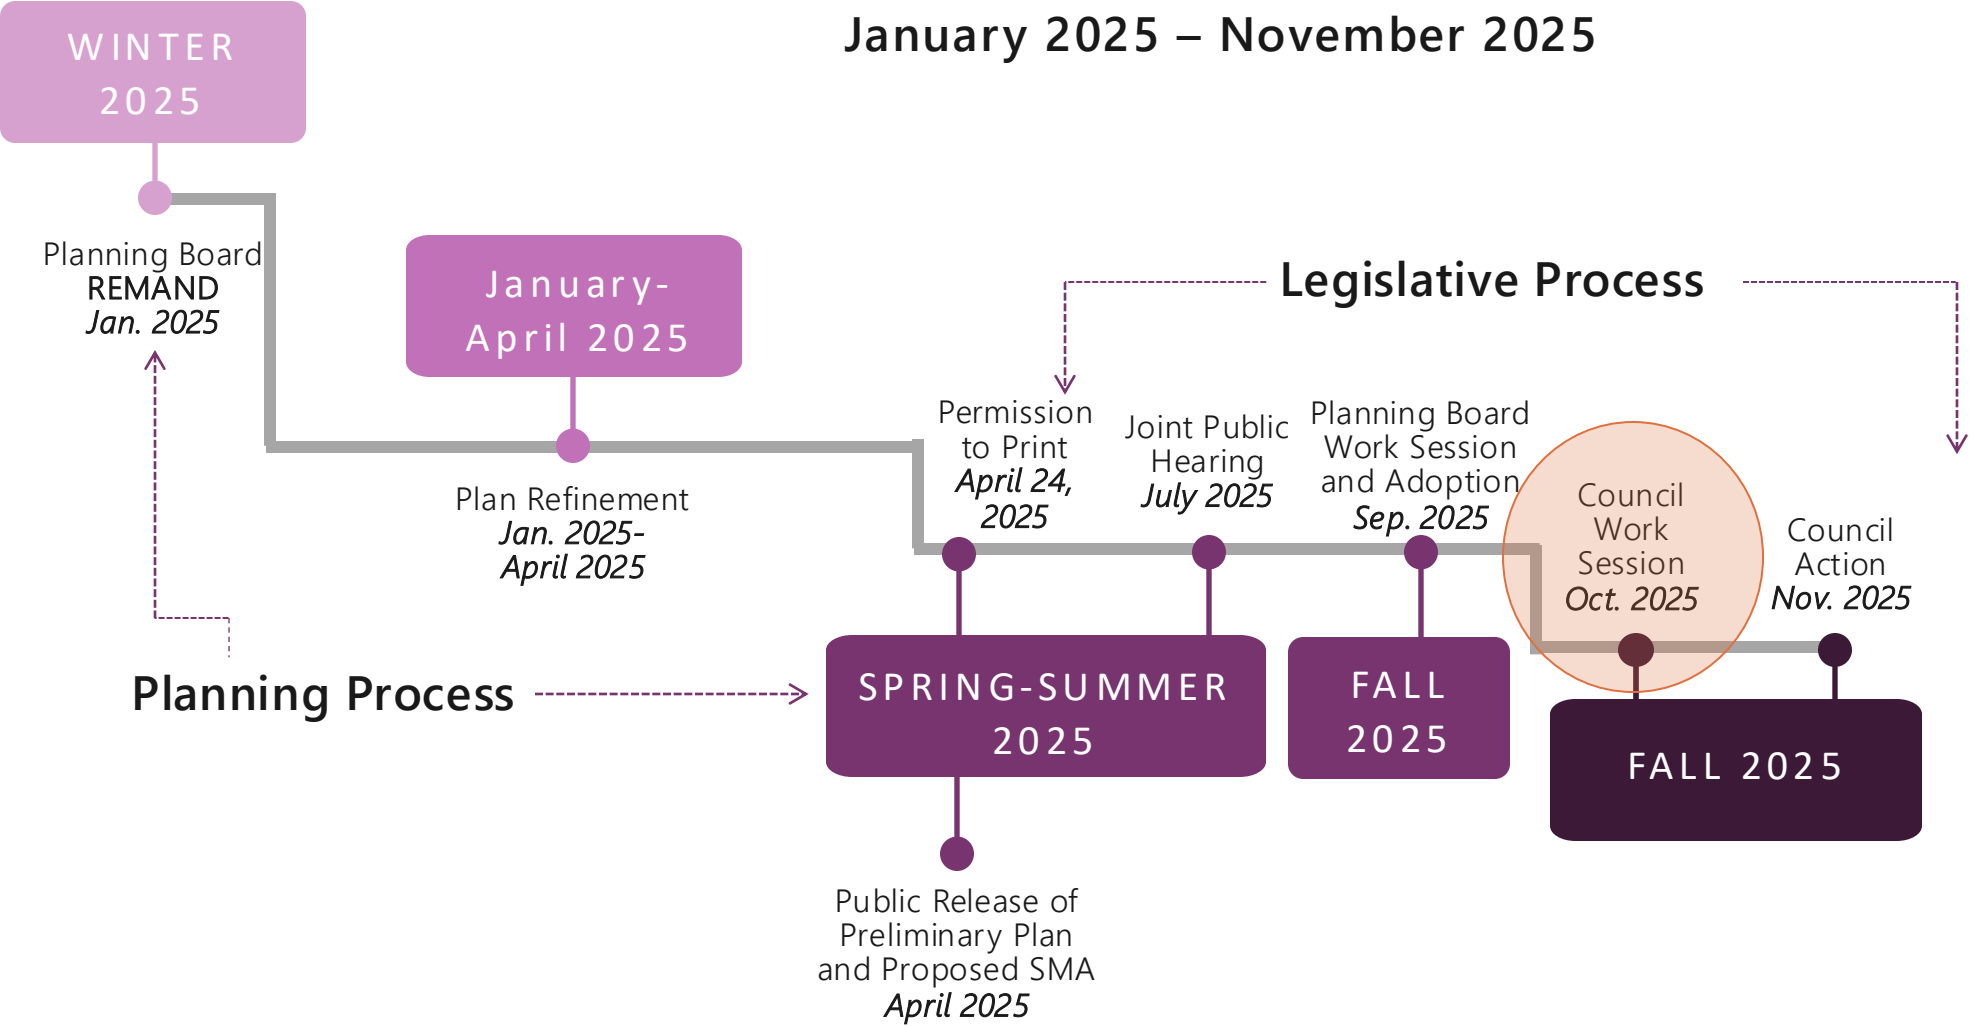 January 2025 – November 2025
WINTER
2025
Planning Board
REMAND
Jan. 2025
January-
April 2025
Plan Refinement
Jan. 2025-
April 2025
Legislative Process
Permission
to Print
April 24,
2025
Joint Public
Hearing
July 2025
Planning Board
Work Session
and Adoption
Sep. 2025
Council
Work
Session
Oct. 2025
Council
Action
Nov. 2025
Planning Process
SPRING-SUMMER
2025
FALL
2025
FALL 2025
Public Release of
Preliminary Plan
and Proposed SMA
April 2025